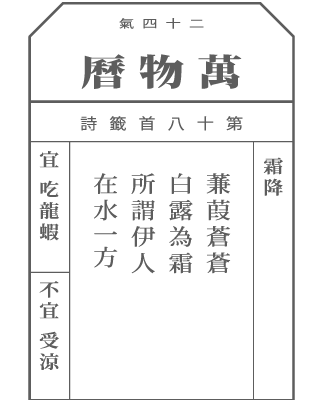 二十四氣
萬物曆
第十八首籤詩
霜降
蒹葭蒼蒼
白露為霜
所謂伊人
在水一方
宜 吃龍蝦
不宜 受涼